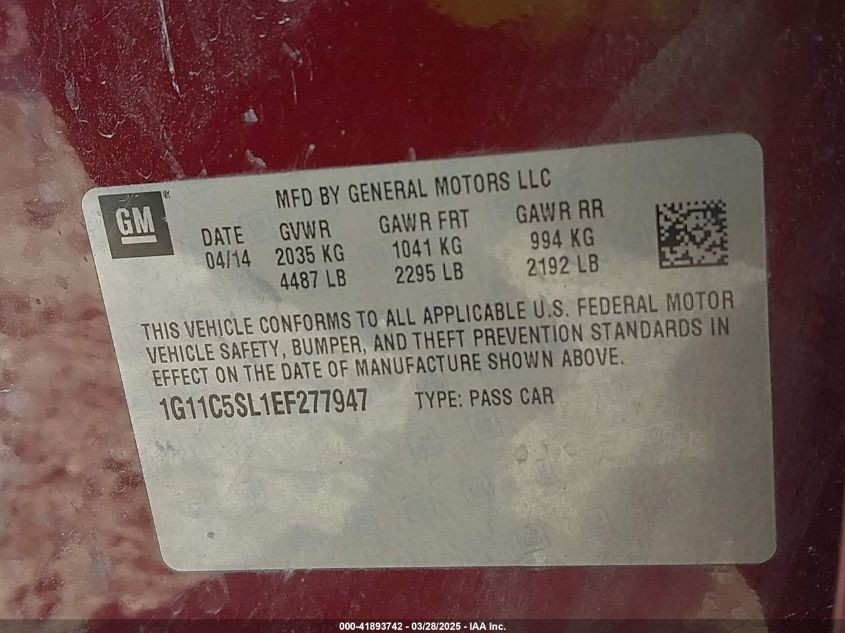 MFD BY GENERAL MOTORS LLC
GM®
DATE GVWR GAWR FRT GAWR RR
04/14 2035 KG 1041 KG 994 KG
4487 LB 2295 LB 2192 LB
THIS VEHICLE CONFORMS TO ALL APPLICABLE U.S. FEDERAL MOTOR
VEHICLE SAFETY, BUMPER, AND THEFT PREVENTION STANDARDS IN
EFFECT ON THE DATE OF MANUFACTURE SHOWN ABOVE.
1G11C5SL1EF277947 TYPE: PASS CAR
000-41893742 - 03/28/2025 - IAA Inc.